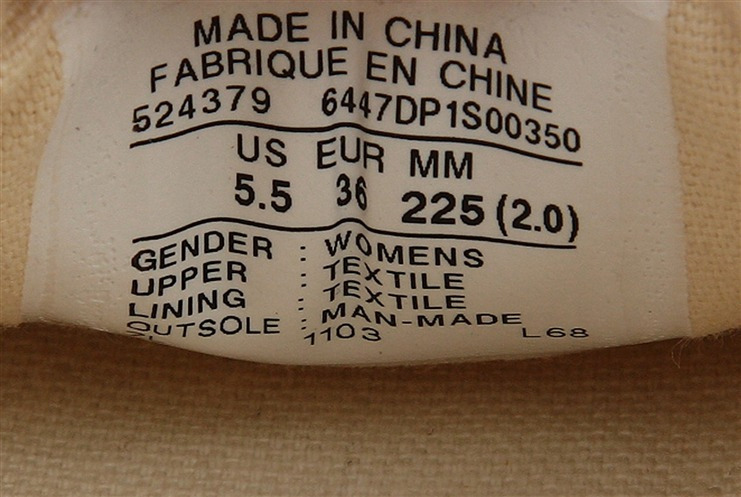 MADE IN CHINA
FABRIQUE EN CHINE
524379 6447DP1S00350
US EUR MM
5.5 36 225 (2.0)
GENDER : WOMENS
UPPER : TEXTILE
LINING : TEXTILE
OUTSOLE : MAN-MADE
1103 L68